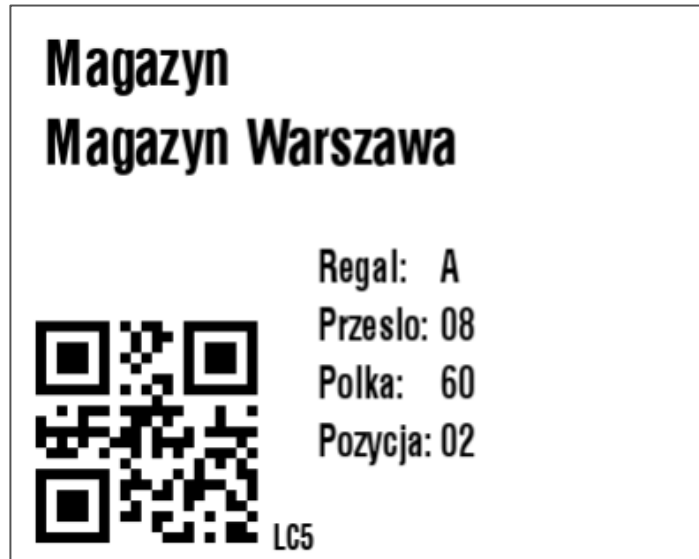 Magazyn
Magazyn Warszawa
Regal: A
Przeslo: 08
Polka: 60
Pozycja: 02
LC5